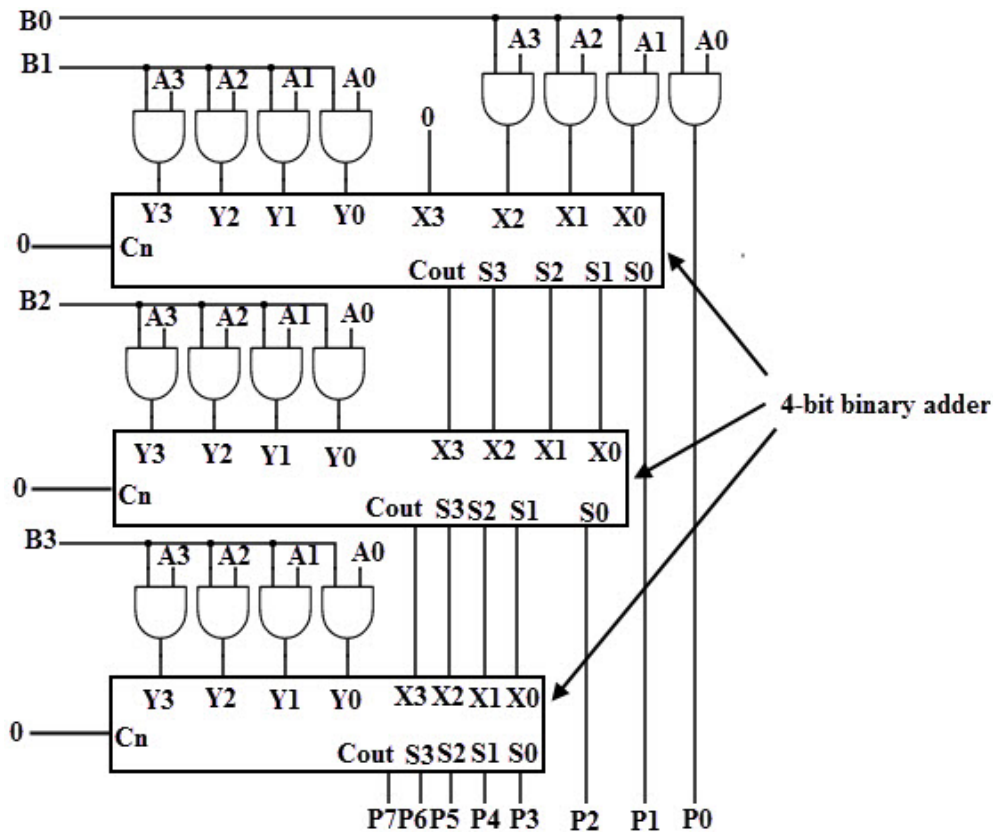 B0
A3 A2 A1 A0
B1
A3 A2 A1 A0
0
Y3 Y2 Y1 Y0 X3 X2 X1 X0
0 Cn
Cout S3 S2 S1 S0
B2
A3 A2 A1 A0
4-bit binary adder
Y3 Y2 Y1 Y0 X3 X2 X1 X0
0 Cn
Cout S3 S2 S1 S0
B3
A3 A2 A1 A0
Y3 Y2 Y1 Y0 X3 X2 X1 X0
0 Cn
Cout S3 S2 S1 S0
P7 P6 P5 P4 P3 P2 P1 P0